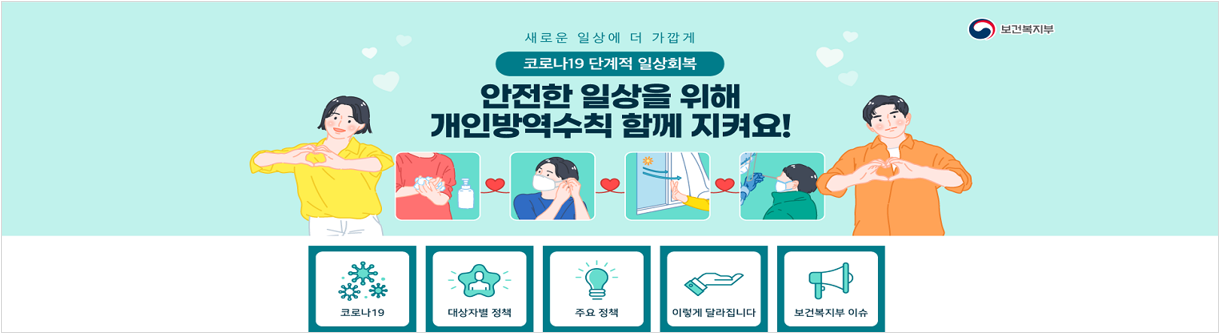 보건복지부
새로운 일상에 더 가깝게
코로나19 단계적 일상회복
안전한 일상을 위해
개인방역수칙 함께 지켜요!
코로나19
대상자별 정책
주요 정책
이렇게 달라집니다
보건복지부 이슈